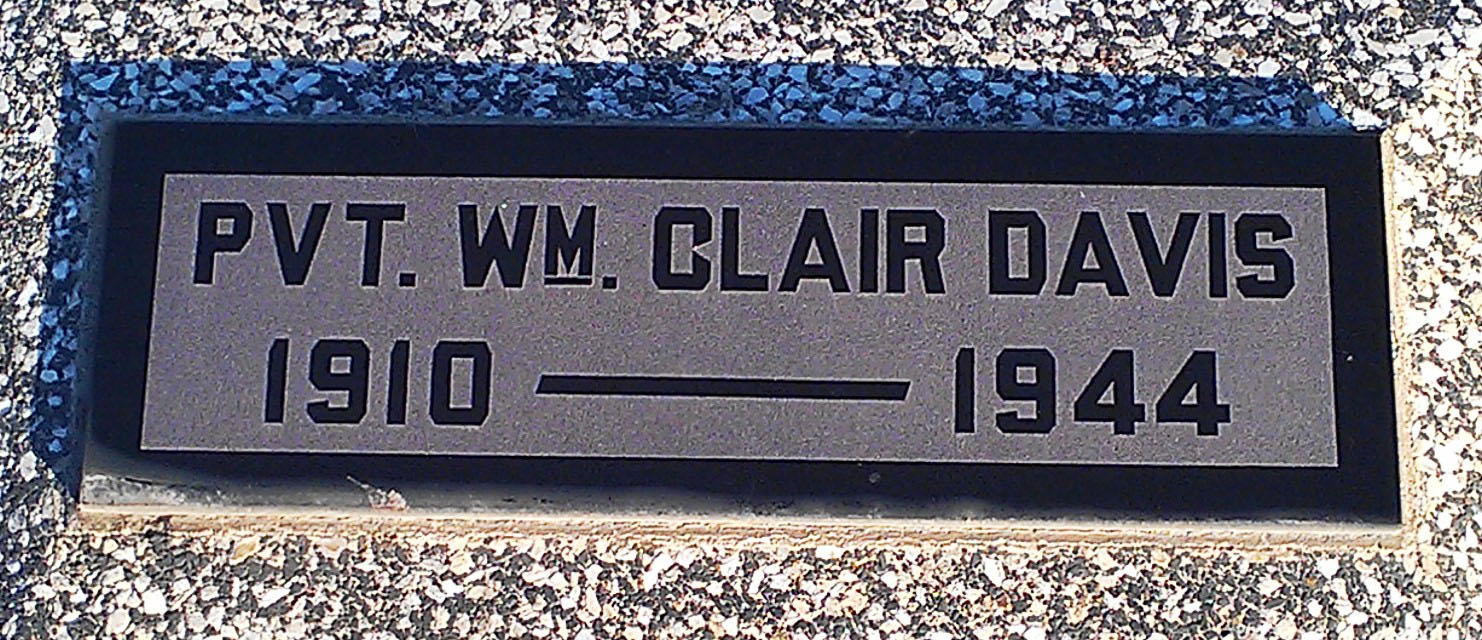 PVT. WM. CLAIR DAVIS
1910 — 1944